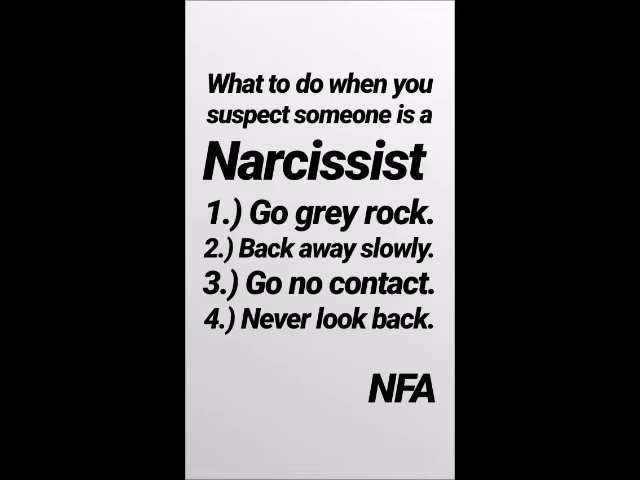 What to do when you
suspect someone is a
Narcissist
1.) Go grey rock.
2.) Back away slowly.
3.) Go no contact.
4.) Never look back.
NFA